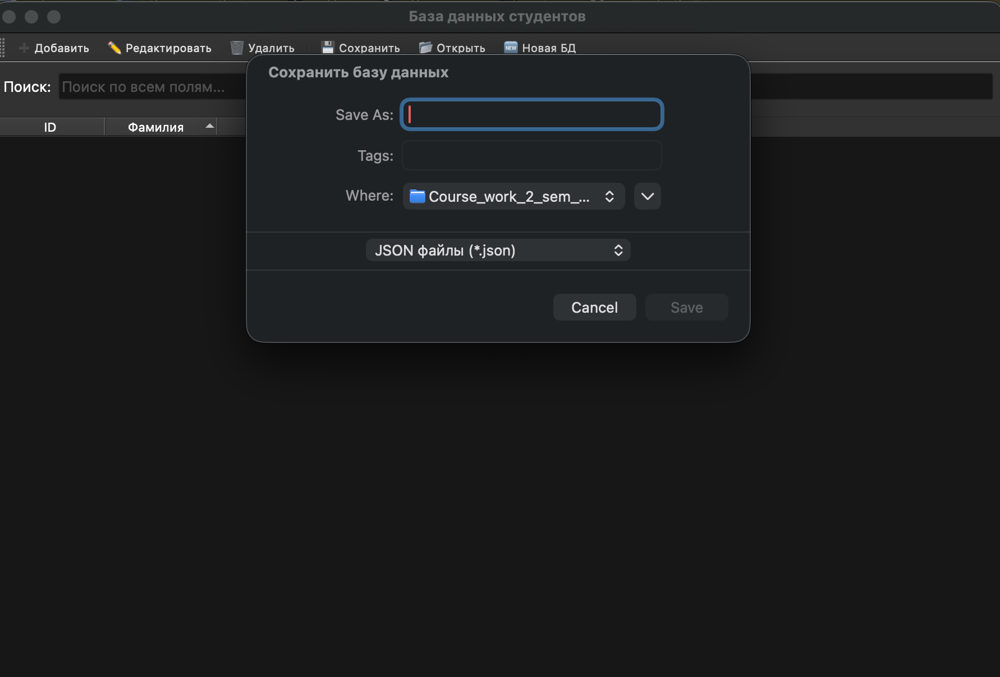 База данных студентов
Добавить Редактировать Удалить Сохранить Открыть NEW Новая БД
Поиск: Поиск по всем полям...
ID Фамилия
Сохранить базу данных
Save As:
Tags:
Where: Course_work_2_sem_...
JSON файлы (*.json)
Cancel Save